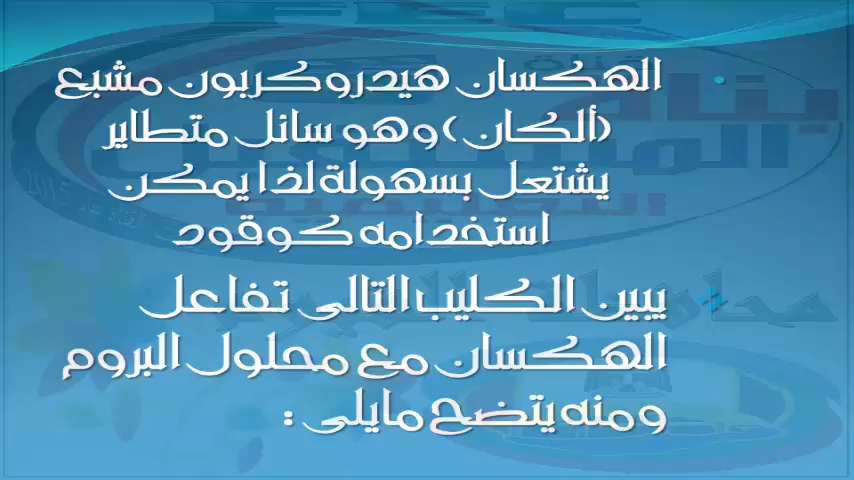 الهكسان هيدروكربون مشبع
(ألكان) وهو سائل متطاير
يشتعل بسهولة لذا يمكن
استخدامه كوقود
يبين الكليب التالى تفاعل
الهكسان مع محلول البروم
ومنه يتضح مايلى :